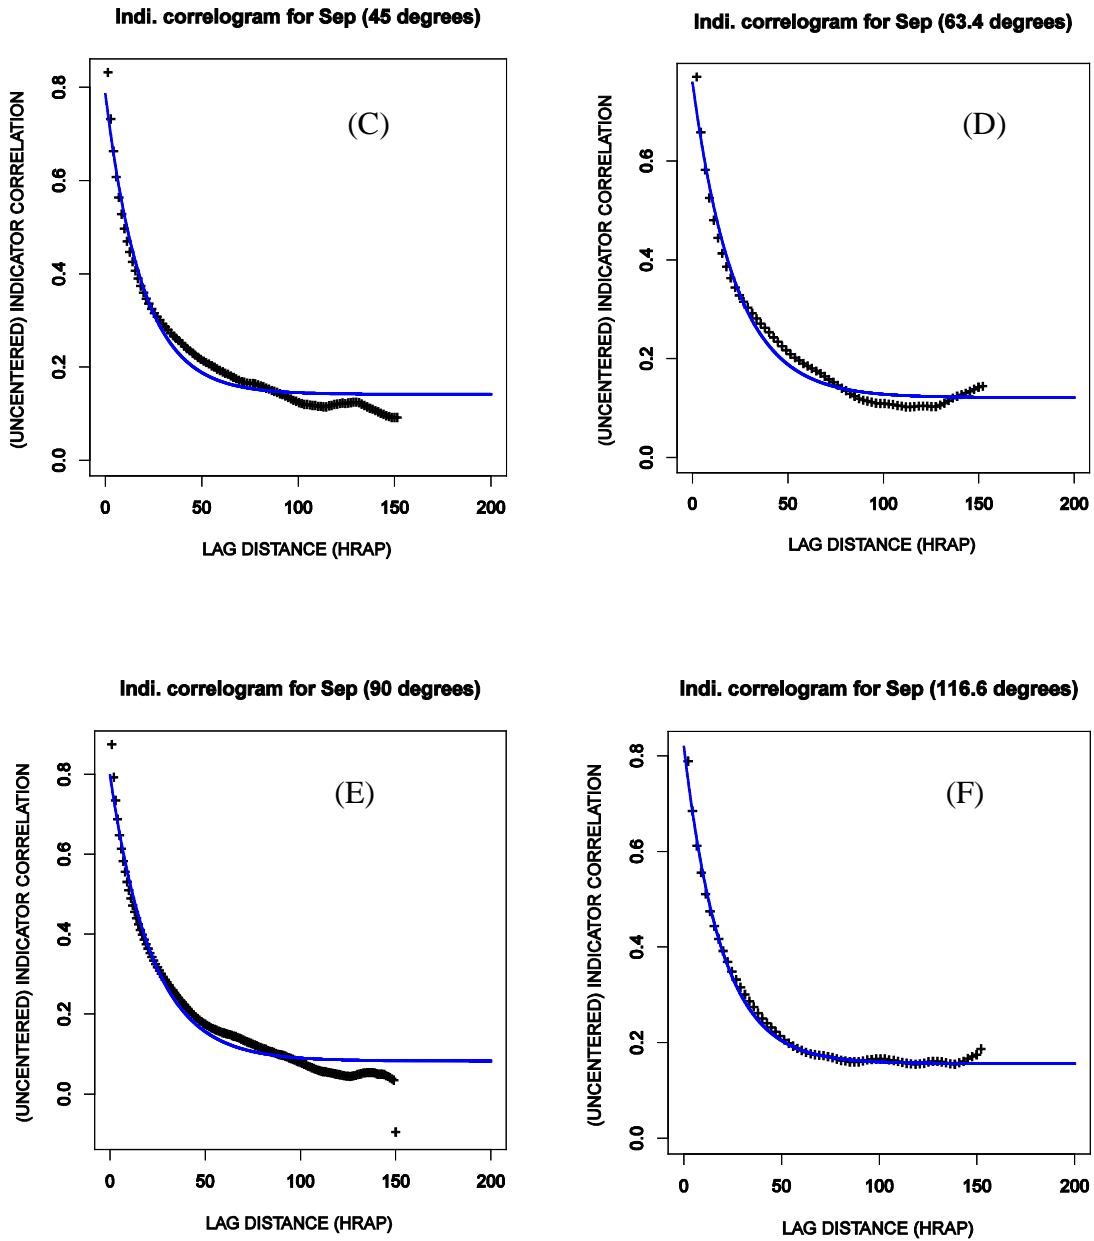 Indi. correlogram for Sep (45 degrees)
(UNCENTERED) INDICATOR CORRELATION
0.8
0.6
0.4
0.2
0.0
(C)
0 50 100 150 200
LAG DISTANCE (HRAP)
Indi. correlogram for Sep (63.4 degrees)
(UNCENTERED) INDICATOR CORRELATION
0.6
0.4
0.2
0.0
(D)
0 50 100 150 200
LAG DISTANCE (HRAP)
Indi. correlogram for Sep (90 degrees)
(UNCENTERED) INDICATOR CORRELATION
0.8
0.6
0.4
0.2
0.0
(E)
0 50 100 150 200
LAG DISTANCE (HRAP)
Indi. correlogram for Sep (116.6 degrees)
(UNCENTERED) INDICATOR CORRELATION
0.8
0.6
0.4
0.2
0.0
(F)
0 50 100 150 200
LAG DISTANCE (HRAP)